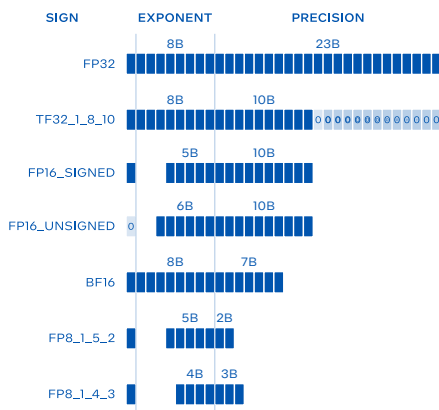 SIGN EXPONENT PRECISION
8B 23B
FP32
8B 10B
TF32_1_8_10 0000000000000
5B 10B
FP16_SIGNED
6B 10B
FP16_UNSIGNED 0
8B 7B
BF16
5B 2B
FP8_1_5_2
4B 3B
FP8_1_4_3